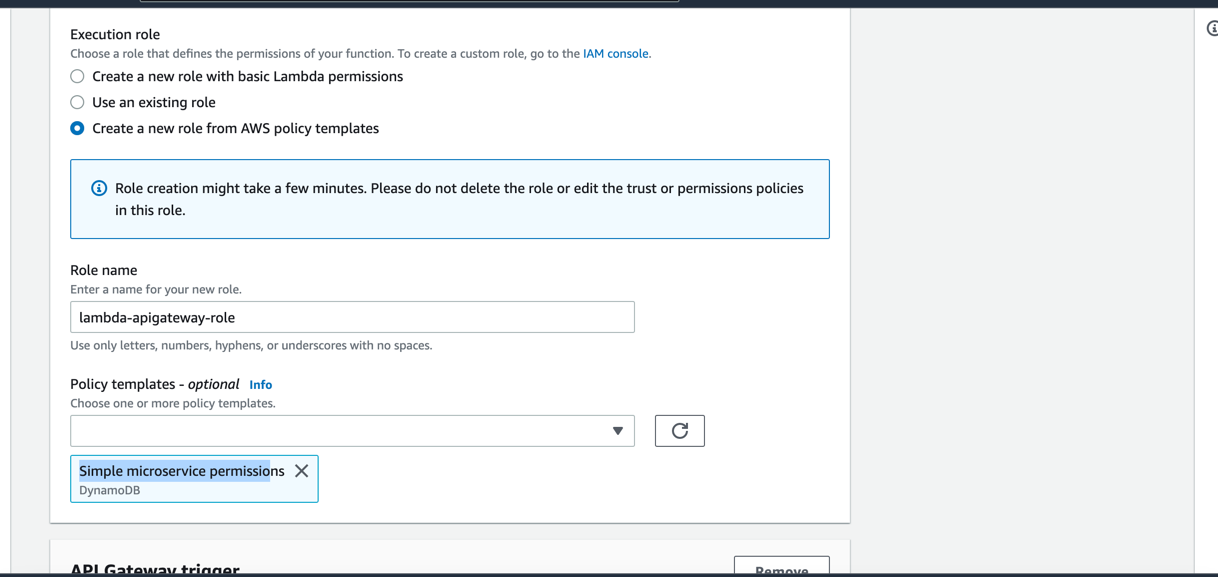 Execution role
Choose a role that defines the permissions of your function. To create a custom role, go to the IAM console.
Create a new role with basic Lambda permissions
Use an existing role
Create a new role from AWS policy templates
Role creation might take a few minutes. Please do not delete the role or edit the trust or permissions policies
in this role.
Role name
Enter a name for your new role.
lambda-apigateway-role
Use only letters, numbers, hyphens, or underscores with no spaces.
Policy templates - optional Info
Choose one or more policy templates.
Simple microservice permissions
DynamoDB
API Gateway trigger
Remove